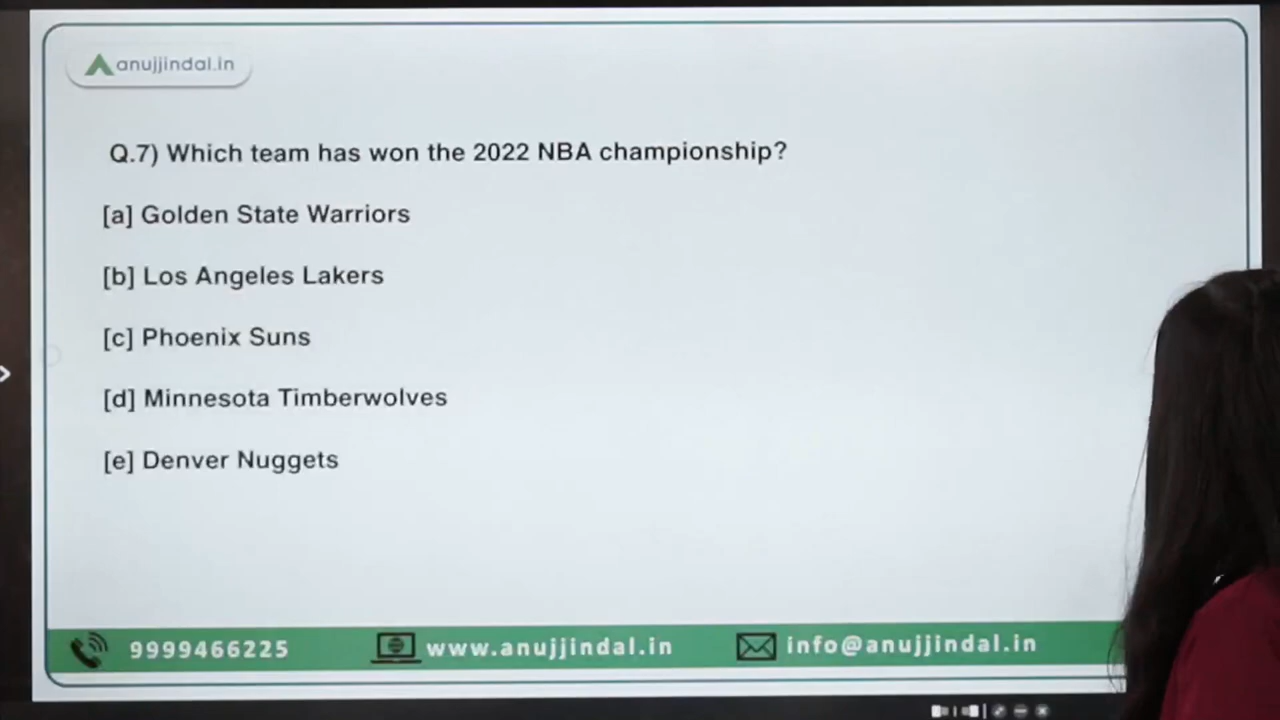 anujjindal.in
Q.7) Which team has won the 2022 NBA championship?
[a] Golden State Warriors
[b] Los Angeles Lakers
[c] Phoenix Suns
[d] Minnesota Timberwolves
[e] Denver Nuggets
9999466225 www.anujjindal.in info@anujjindal.in